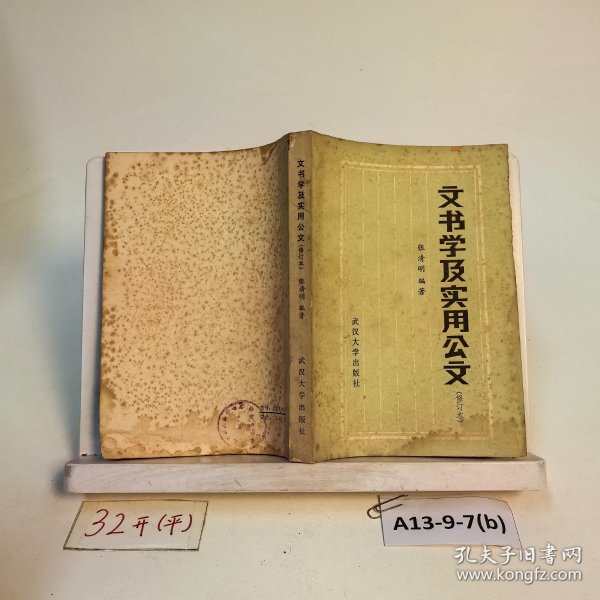 文书学及实用公文
(修订本)
张清明 编著
武汉大学出版社
文书学及实用公文(修订本) 张清明 编著 武汉大学出版社
32开(平)
A13-9-7(b)
孔夫子旧书网
www.kongfz.com